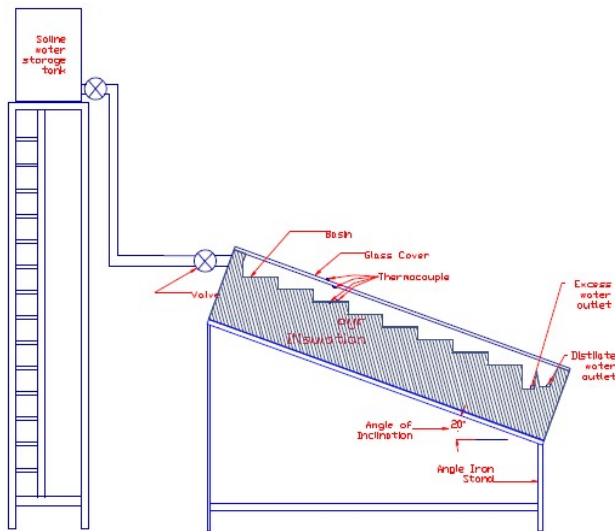 Saline
water
storage
tank
Basin
Glass Cover
Thermocouple
Valve
Excess
water
outlet
INsulation
Distilate
water
outlet
Angle of
Inclination
20°
Angle Iron
Stand